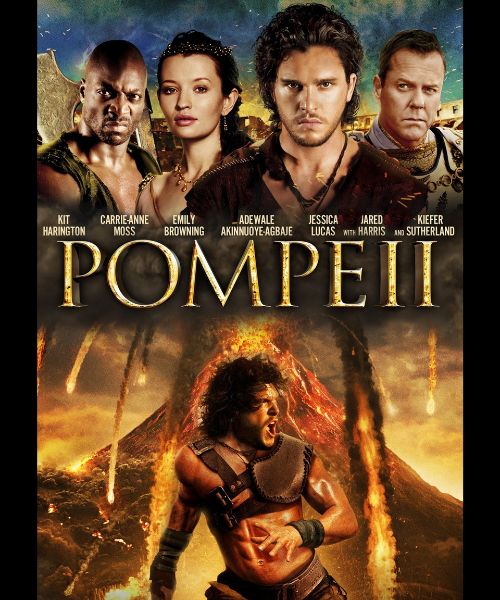 KIT CARRIE-ANNE EMILY ADEWALE JESSICA JARED KIEFER
HARINGTON MOSS BROWNING AKINNUOYE-AGBAJE LUCAS WITH HARRIS AND SUTHERLAND
POMPEII